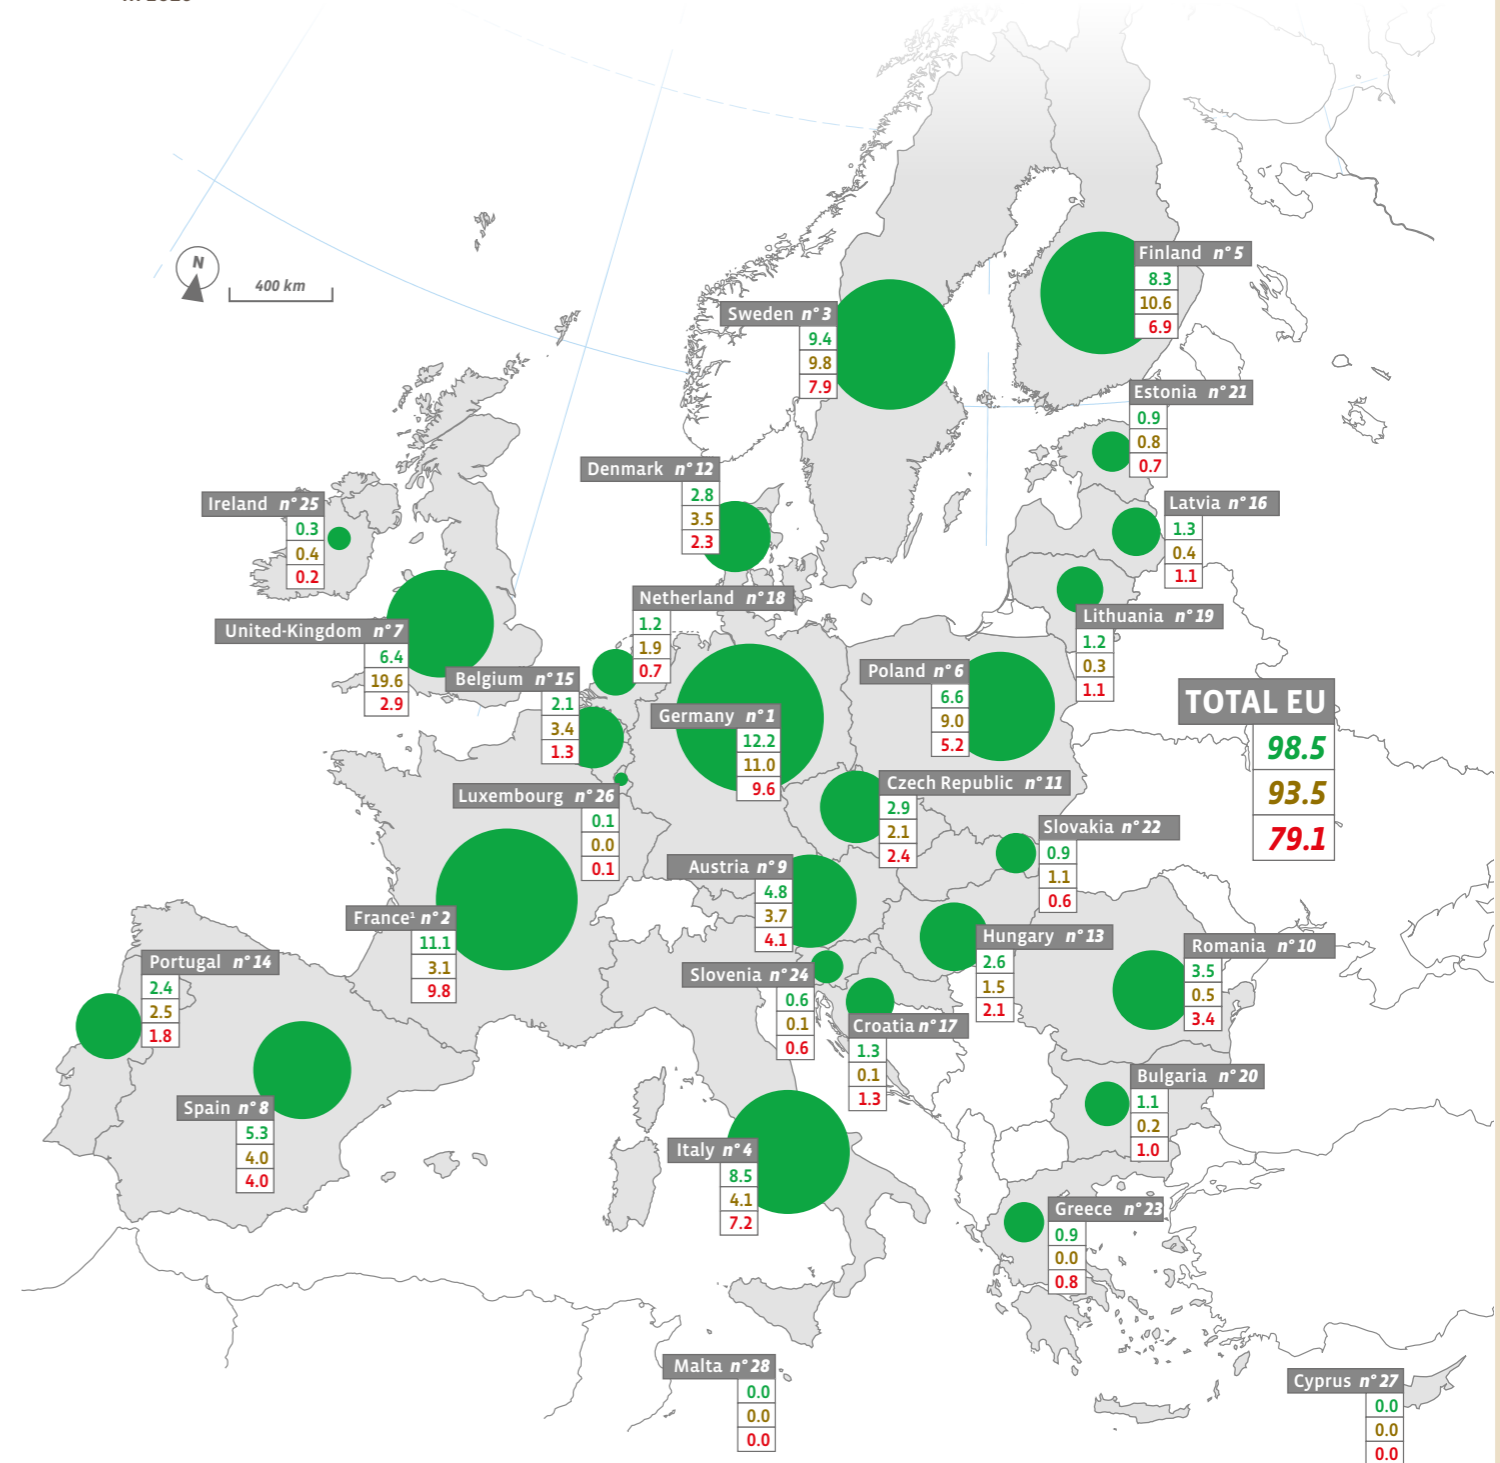 N
400 km
Finland n°5
8.3
10.6
6.9
Sweden n°3
9.4
9.8
7.9
Estonia n°21
0.9
0.8
0.7
Denmark n°12
2.8
3.5
2.3
Ireland n°25
0.3
0.4
0.2
Latvia n°16
1.3
0.4
1.1
Netherland n°18
1.2
1.9
0.7
Lithuania n°19
1.2
0.3
1.1
United-Kingdom n°7
6.4
19.6
2.9
Belgium n°15
2.1
3.4
1.3
Poland n°6
6.6
9.0
5.2
Germany n°1
12.2
11.0
9.6
TOTAL EU
98.5
93.5
79.1
Czech Republic n°11
2.9
2.1
2.4
Luxembourg n°26
0.1
0.0
0.1
Slovakia n°22
0.9
1.1
0.6
Austria n°9
4.8
3.7
4.1
France¹ n°2
11.1
3.1
9.8
Hungary n°13
2.6
1.5
2.1
Romania n°10
3.5
0.5
3.4
Portugal n°14
2.4
2.5
1.8
Slovenia n°24
0.6
0.1
0.6
Croatia n°17
1.3
0.1
1.3
Bulgaria n°20
1.1
0.2
1.0
Spain n°8
5.3
4.0
4.0
Italy n°4
8.5
4.1
7.2
Greece n°23
0.9
0.0
0.8
Malta n°28
0.0
0.0
0.0
Cyprus n°27
0.0
0.0
0.0